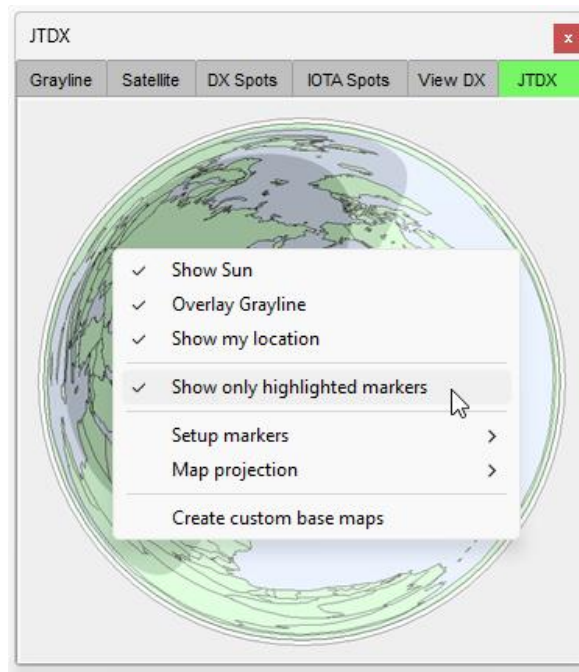 JTDX
x
Grayline Satellite DX Spots IOTA Spots View DX JTDX
Show Sun
Overlay Grayline
Show my location
Show only highlighted markers
Setup markers
Map projection
Create custom base maps